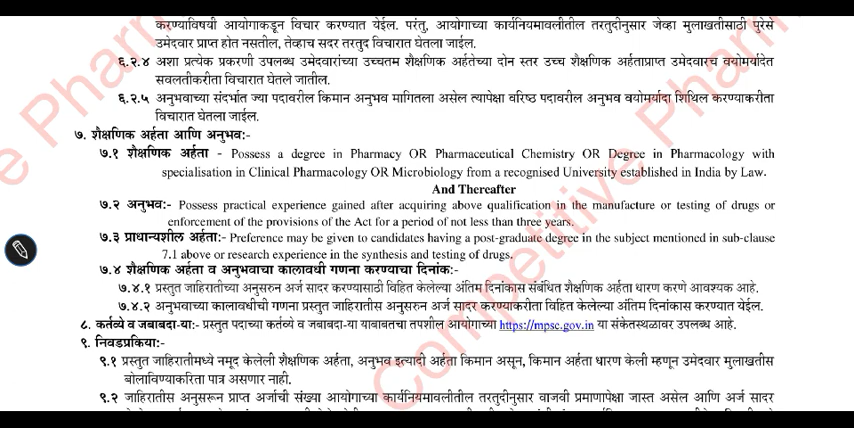 करण्याविषयी आयोगाकडून विचार करण्यात येईल. परंतु, आयोगाच्या कार्यनियमावलीतील तरतुदीनुसार जेव्हा मुलाखतीसाठी पुरेसे
उमेदवार प्राप्त होत नसतील, तेव्हाच सदर तरतुद विचारात घेतला जाईल.
६.२.४ अशा प्रत्येक प्रकरणी उपलब्ध उमेदवारांच्या उच्चतम शैक्षणिक अर्हतेच्या दोन स्तर उच्च शैक्षणिक अर्हताप्राप्त उमेदवारच वयोमर्यादेत
सवलतीकरीता विचारात घेतले जातील.
६.२.५ अनुभवाच्या संदर्भात ज्या पदावरील किमान अनुभव मागितला असेल त्यापेक्षा वरिष्ठ पदावरील अनुभव वयोमर्यादा शिथिल करण्याकरीता
विचारात घेतला जाईल.
७. शैक्षणिक अर्हता आणि अनुभव:-
७.१ शैक्षणिक अर्हता - Possess a degree in Pharmacy OR Pharmaceutical Chemistry OR Degree in Pharmacology with
specialisation in Clinical Pharmacology OR Microbiology from a recognised University established in India by Law.
And Thereafter
७.२ अनुभव:- Possess practical experience gained after acquiring above qualification in the manufacture or testing of drugs or
enforcement of the provisions of the Act for a period of not less than three years.
७.३ प्राधान्यशील अर्हता:- Preference may be given to candidates having a post-graduate degree in the subject mentioned in sub-clause
7.1 above or research experience in the synthesis and testing of drugs.
७.४ शैक्षणिक अर्हता व अनुभवाचा कालावधी गणना करण्याचा दिनांक:-
७.४.१ प्रस्तुत जाहिरातीच्या अनुसरुन अर्ज सादर करण्यासाठी विहित केलेल्या अंतिम दिनांकास संबंधित शैक्षणिक अर्हता धारण करणे आवश्यक आहे.
७.४.२ अनुभवाच्या कालावधीची गणना प्रस्तुत जाहिरातीस अनुसरुन अर्ज सादर करण्याकरीता विहित केलेल्या अंतिम दिनांकास करण्यात येईल.
८. कर्तव्ये व जबाबदा-या:- प्रस्तुत पदाच्या कर्तव्ये व जबाबदा-या याबाबतचा तपशील आयोगाच्या https://mpsc.gov.in या संकेतस्थळावर उपलब्ध आहे.
९. निवडप्रकिया:-
९.१ प्रस्तुत जाहिरातीमध्ये नमूद केलेली शैक्षणिक अर्हता, अनुभव इत्यादी अर्हता किमान असून, किमान अर्हता धारण केली म्हणून उमेदवार मुलाखतीस
बोलाविण्याकरिता पात्र असणार नाही.
९.२ जाहिरातीस अनुसरून प्राप्त अर्जाची संख्या आयोगाच्या कार्यनियमावलीतील तरतुदीनुसार वाजवी प्रमाणापेक्षा जास्त असेल आणि अर्ज सादर
Competitive Pharm